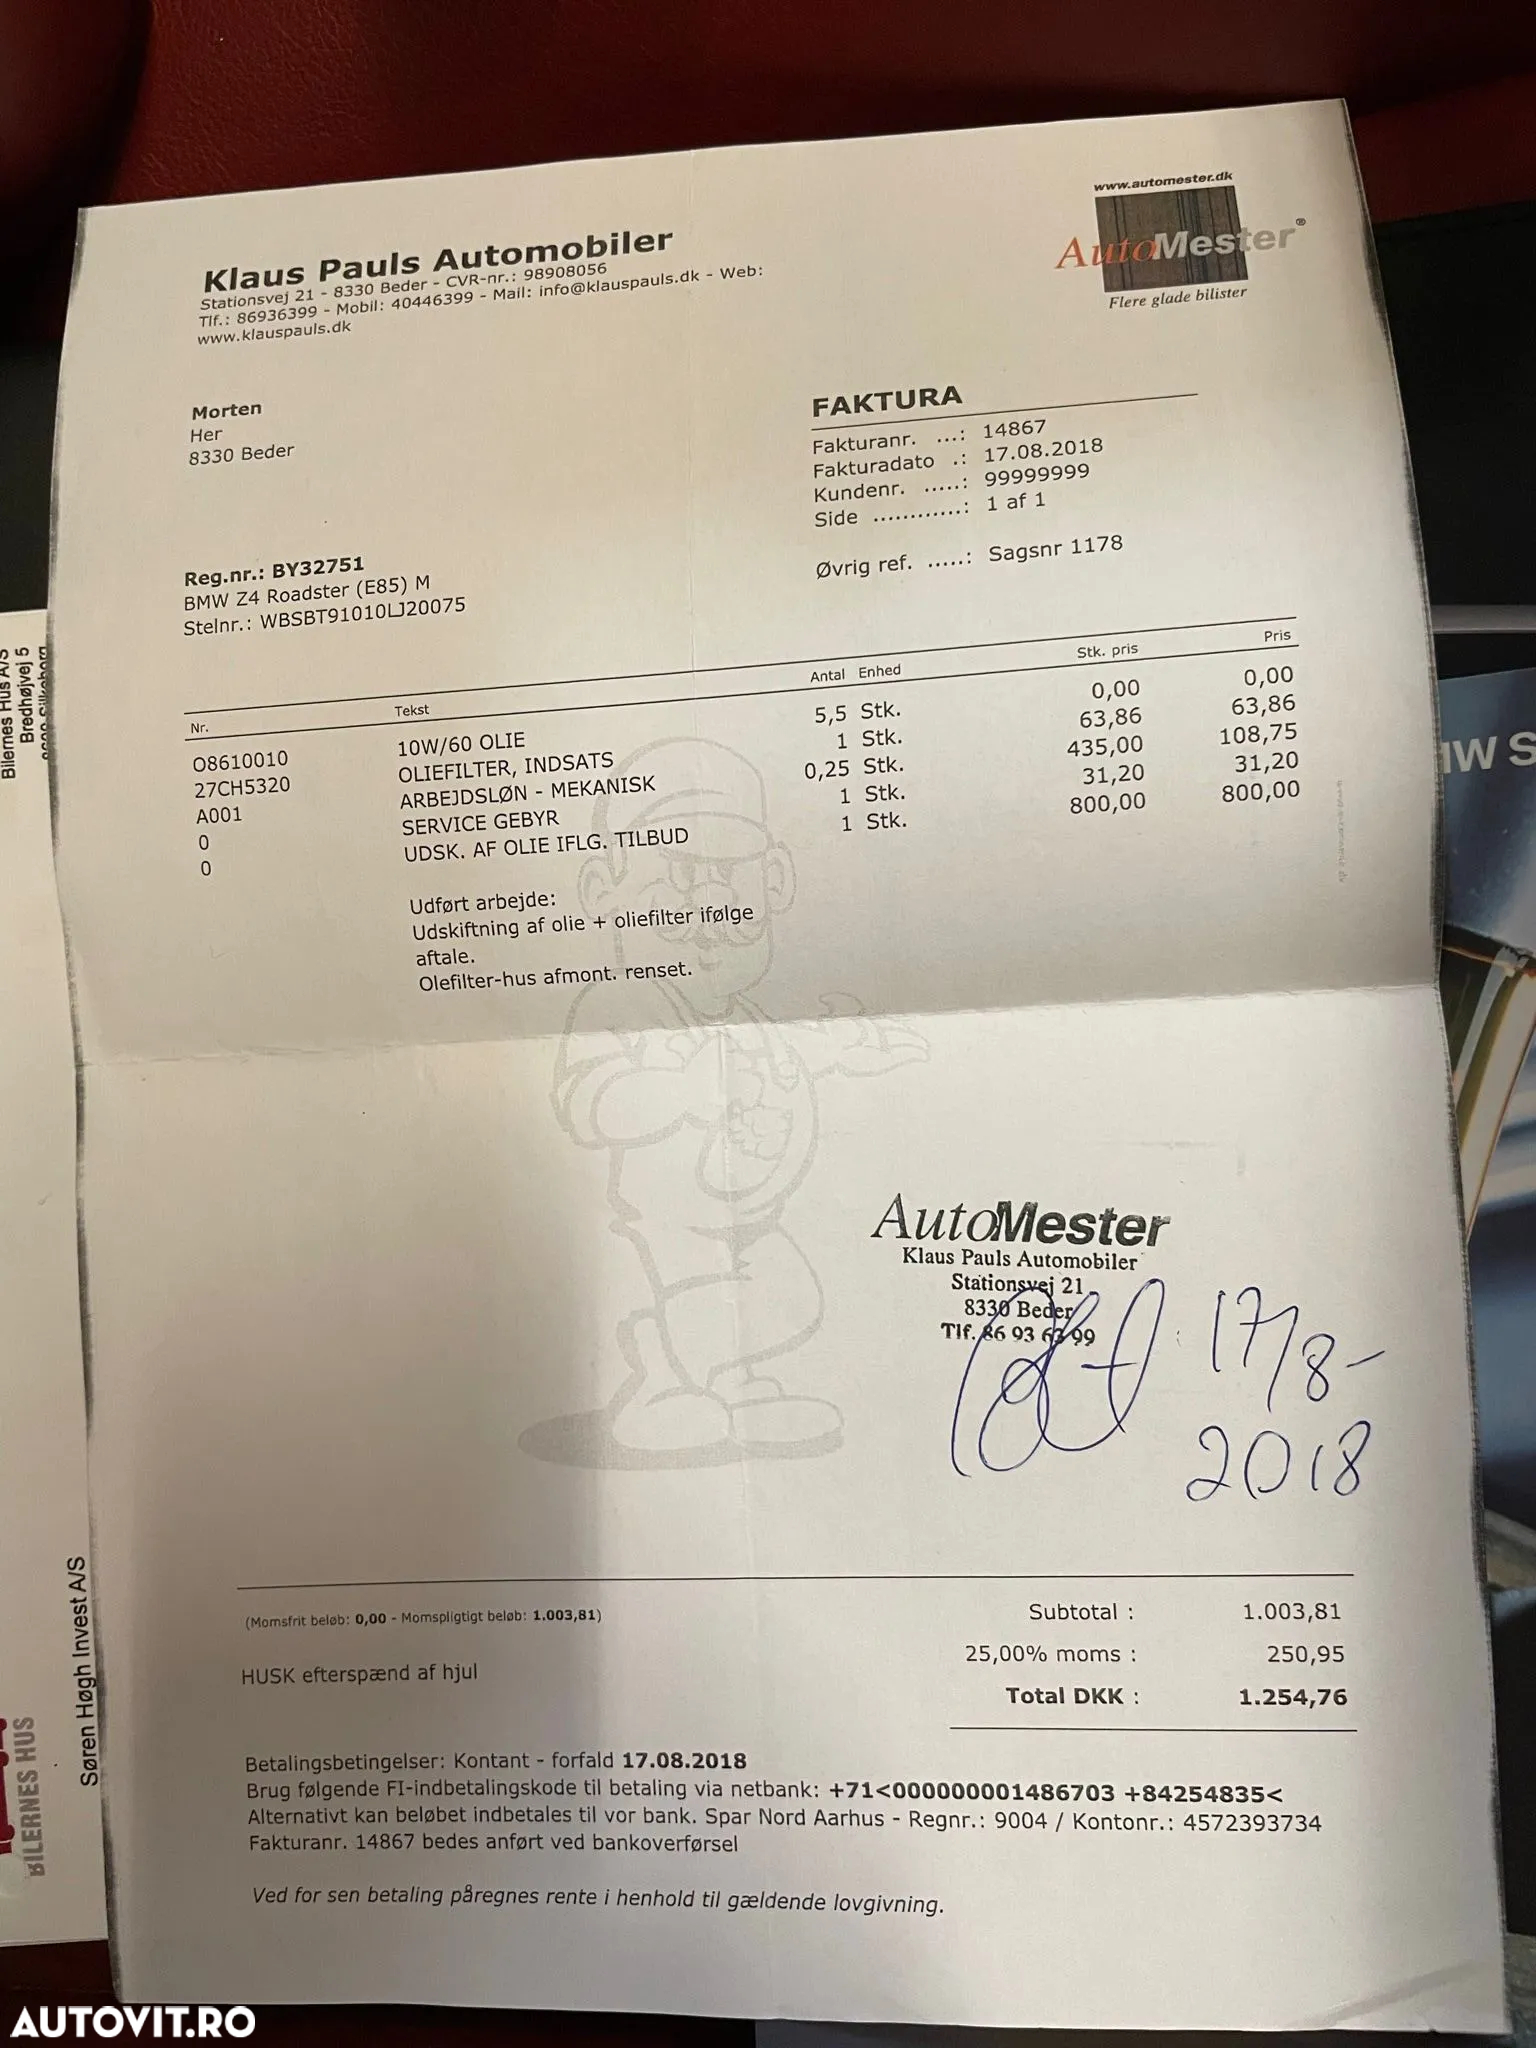 www.automester.dk
AutoMester®
Flere glade bilister
Klaus Pauls Automobiler
Stationsvej 21 - 8330 Beder - CVR-nr.: 98908056
Tlf.: 86936399 - Mobil: 40446399 - Mail: info@klauspauls.dk - Web:
www.klauspauls.dk
Morten
Her
8330 Beder
FAKTURA
Fakturanr. ...: 14867
Fakturadato .: 17.08.2018
Kundenr. .....: 99999999
Side ............: 1 af 1
Øvrig ref. .....: Sagsnr 1178
Reg.nr.: BY32751
BMW Z4 Roadster (E85) M
Stelnr.: WBSBT91010LJ20075
Nr. Tekst Antal Enhed Stk. pris Pris
O8610010 10W/60 OLIE 5,5 Stk. 0,00 0,00
27CH5320 OLIEFILTER, INDSATS 1 Stk. 63,86 63,86
A001 ARBEJDSLØN - MEKANISK 0,25 Stk. 435,00 108,75
0 SERVICE GEBYR 1 Stk. 31,20 31,20
0 UDSK. AF OLIE IFLG. TILBUD 1 Stk. 800,00 800,00
Udført arbejde:
Udskiftning af olie + oliefilter ifølge
aftale.
Olefilter-hus afmont. renset.
AutoMester
Klaus Pauls Automobiler
Stationsvej 21
8330 Beder
Tlf. 86 93 63 99
17/8-
2018
(Momsfrit beløb: 0,00 - Momspligtigt beløb: 1.003,81)
Subtotal : 1.003,81
25,00% moms : 250,95
Total DKK : 1.254,76
HUSK efterspænd af hjul
Betalingsbetingelser: Kontant - forfald 17.08.2018
Brug følgende FI-indbetalingskode til betaling via netbank: +71<000000001486703 +84254835<
Alternativt kan beløbet indbetales til vor bank. Spar Nord Aarhus - Regnr.: 9004 / Kontonr.: 4572393734
Fakturanr. 14867 bedes anført ved bankoverførsel
Ved for sen betaling påregnes rente i henhold til gældende lovgivning.
Bilernes Hus A/S
Bredhøjvej 5
Søren Høgh Invest A/S
BILERNES HUS
AUTOVIT.RO